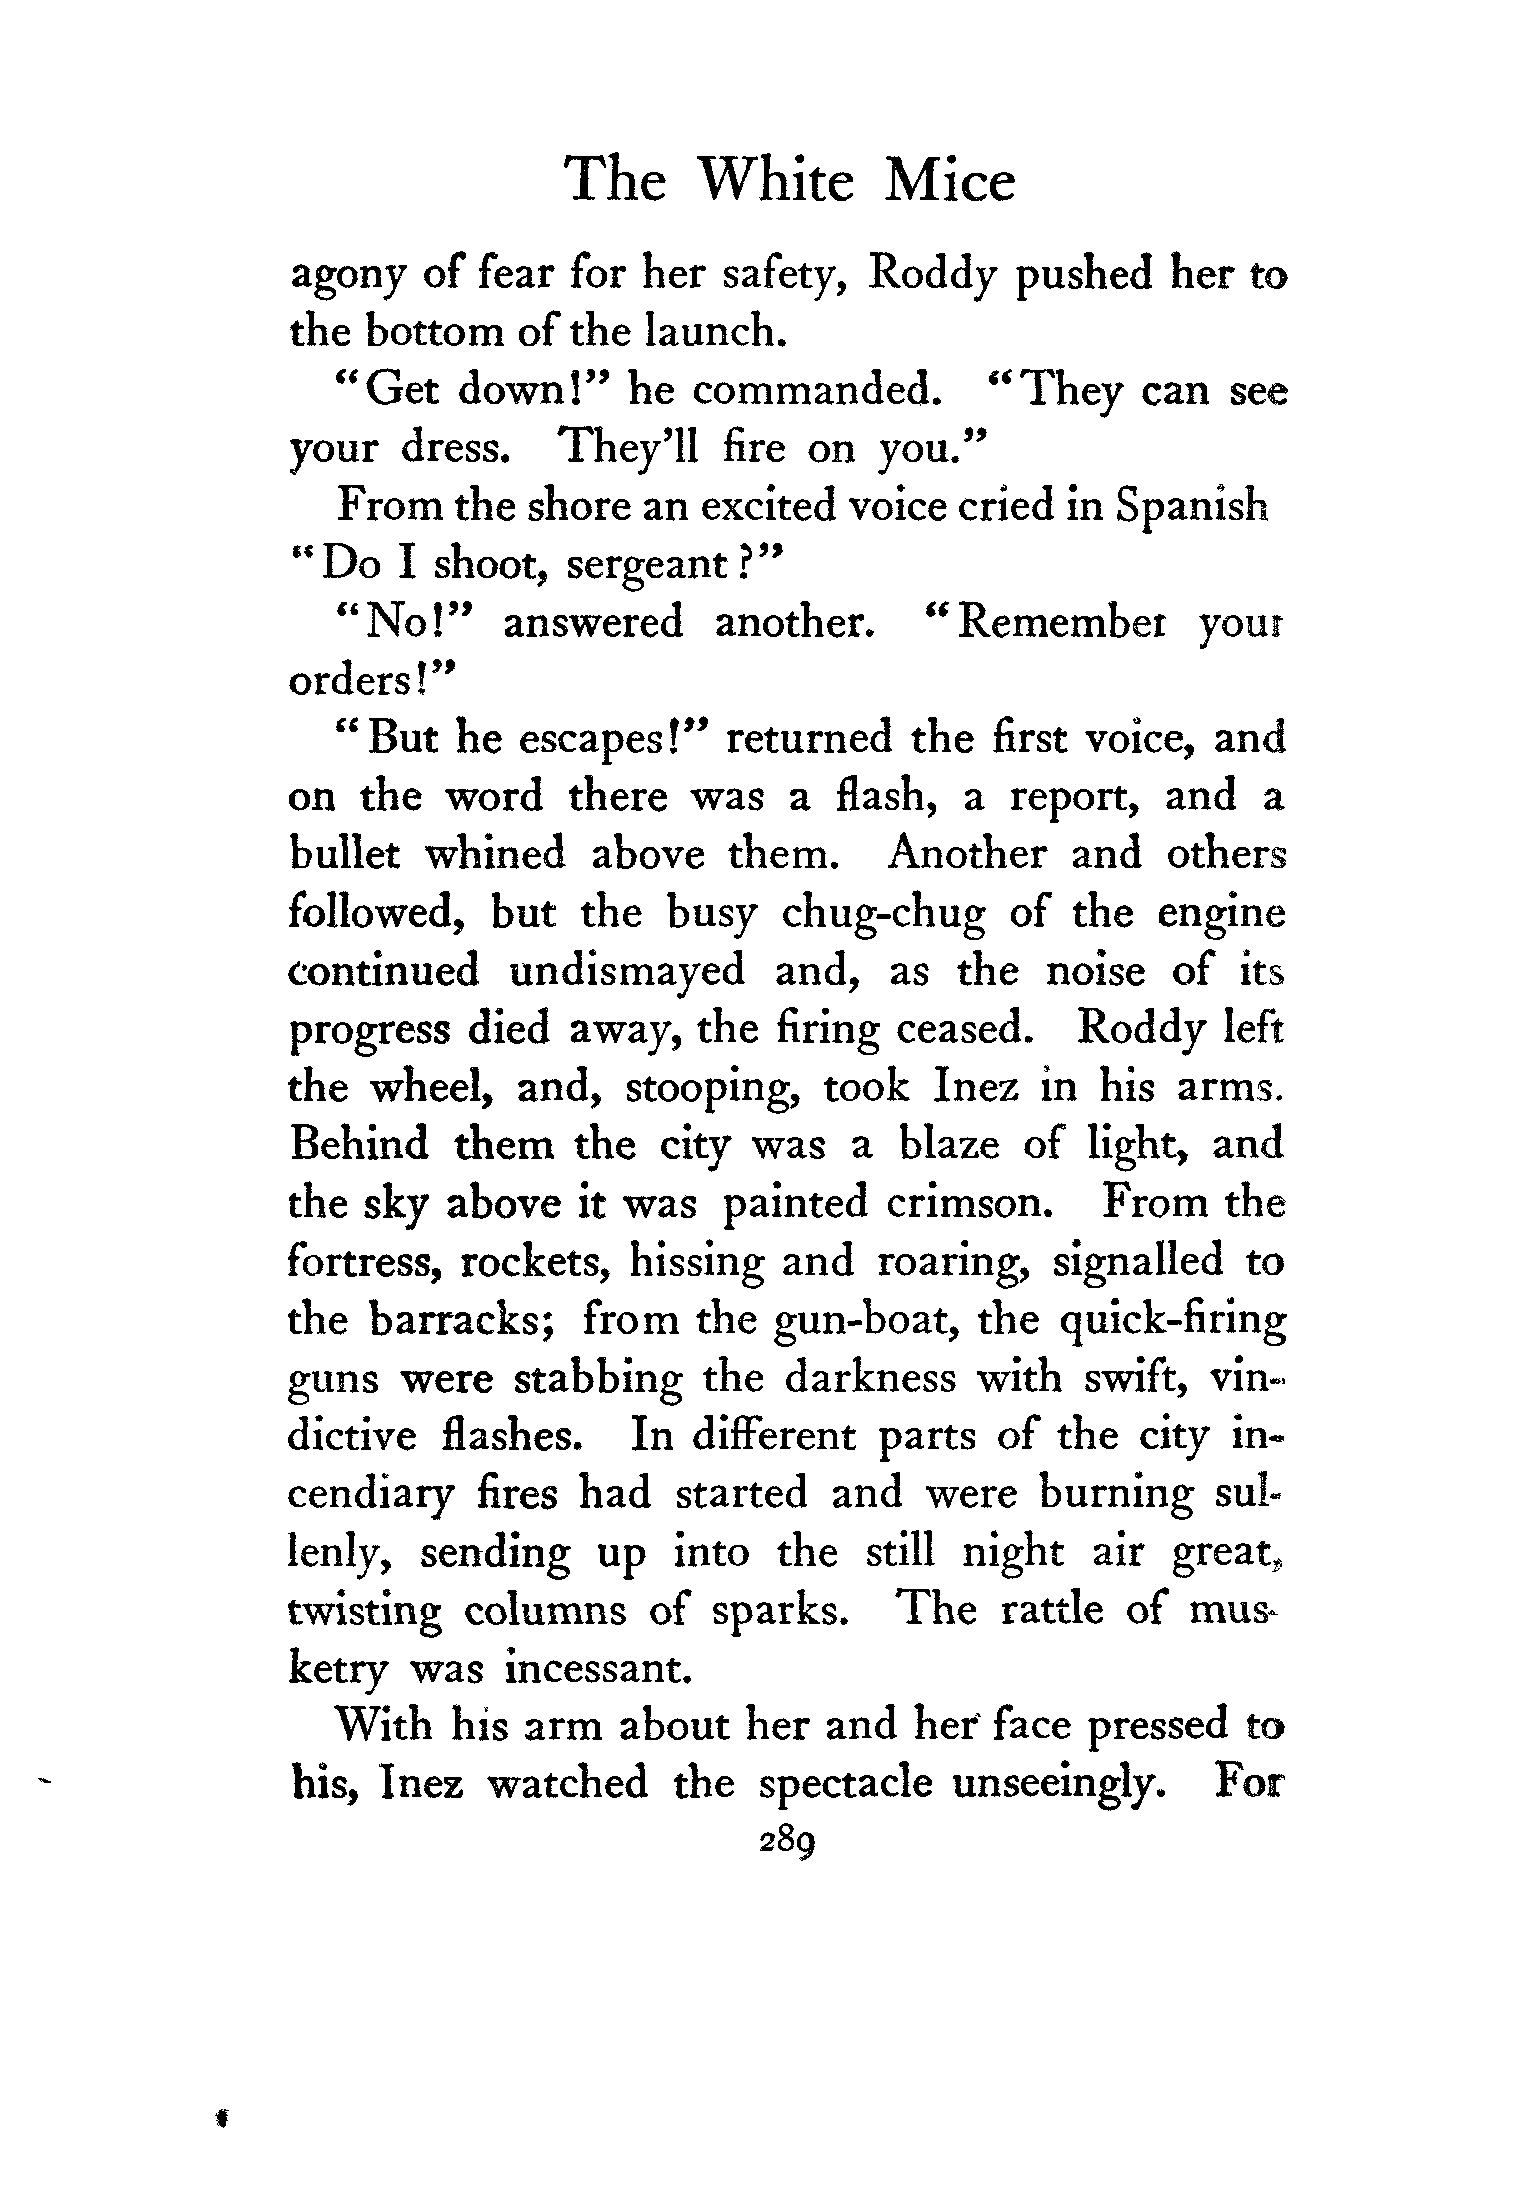 The White Mice
agony of fear for her safety, Roddy pushed her to
the bottom of the launch.
"Get down!" he commanded. "They can see
your dress. They'll fire on you."
From the shore an excited voice cried in Spanish
"Do I shoot, sergeant?"
"No!" answered another. "Remember your
orders!"
"But he escapes!" returned the first voice, and
on the word there was a flash, a report, and a
bullet whined above them. Another and others
followed, but the busy chug-chug of the engine
continued undismayed and, as the noise of its
progress died away, the firing ceased. Roddy left
the wheel, and, stooping, took Inez in his arms.
Behind them the city was a blaze of light, and
the sky above it was painted crimson. From the
fortress, rockets, hissing and roaring, signalled to
the barracks; from the gun-boat, the quick-firing
guns were stabbing the darkness with swift, vin-
dictive flashes. In different parts of the city in-
cendiary fires had started and were burning sul-
lenly, sending up into the still night air great,
twisting columns of sparks. The rattle of mus-
ketry was incessant.
With his arm about her and her face pressed to
his, Inez watched the spectacle unseeingly. For
289